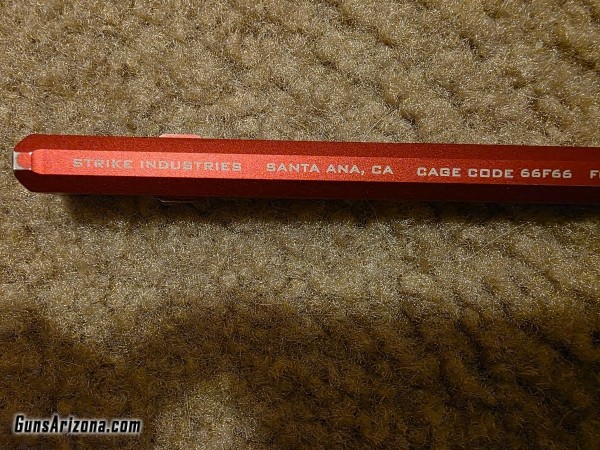 STRIKE INDUSTRIES SANTA ANA, CA CAGE CODE 66F66
GunsArizona.com